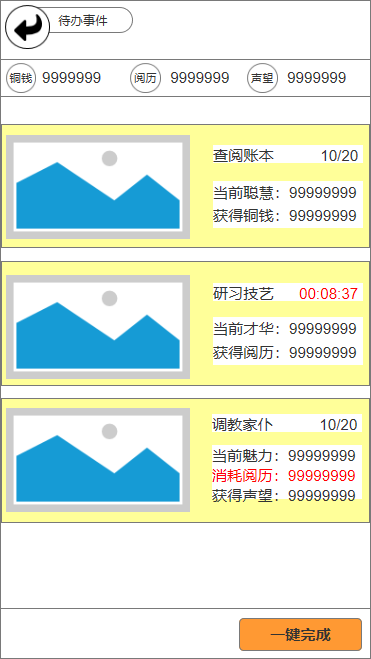 待办事件
铜钱 9999999 阅历 9999999 声望 9999999
查阅账本 10/20
当前聪慧：99999999
获得铜钱：99999999
研习技艺 00:08:37
当前才华：99999999
获得阅历：99999999
调教家仆 10/20
当前魅力：99999999
消耗阅历：99999999
获得声望：99999999
一键完成